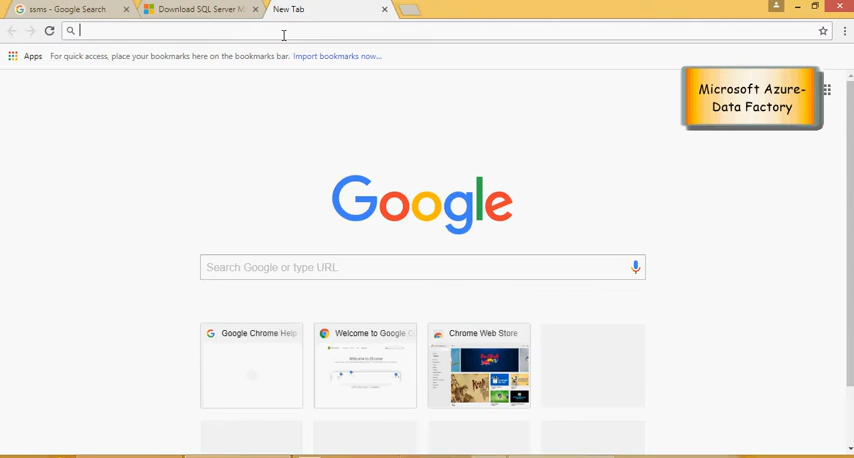 ssms - Google Search
Download SQL Server M
New Tab
Apps
For quick access, place your bookmarks here on the bookmarks bar. Import bookmarks now...
Microsoft Azure-
Data Factory
Google
Search Google or type URL
Google Chrome Help
Welcome to Google C
Chrome Web Store